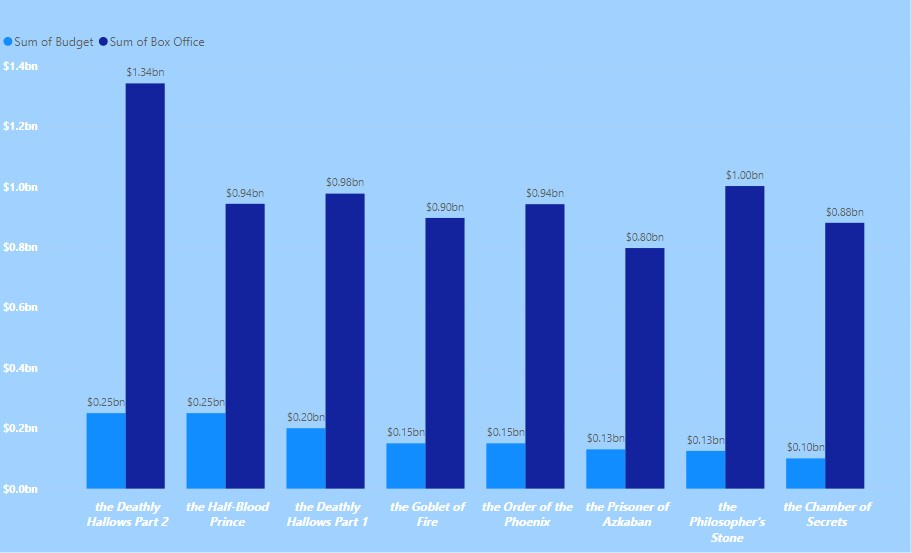 Sum of Budget Sum of Box Office
$1.4bn
$1.2bn
$1.0bn
$0.8bn
$0.6bn
$0.4bn
$0.2bn
$0.0bn
$1.34bn
$0.94bn
$0.98bn
$0.90bn
$0.94bn
$0.80bn
$1.00bn
$0.88bn
$0.25bn
$0.25bn
$0.20bn
$0.15bn
$0.15bn
$0.13bn
$0.13bn
$0.10bn
the Deathly
Hallows Part 2
the Half-Blood
Prince
the Deathly
Hallows Part 1
the Goblet of
Fire
the Order of the
Phoenix
the Prisoner of
Azkaban
the
Philosopher's
Stone
the Chamber of
Secrets